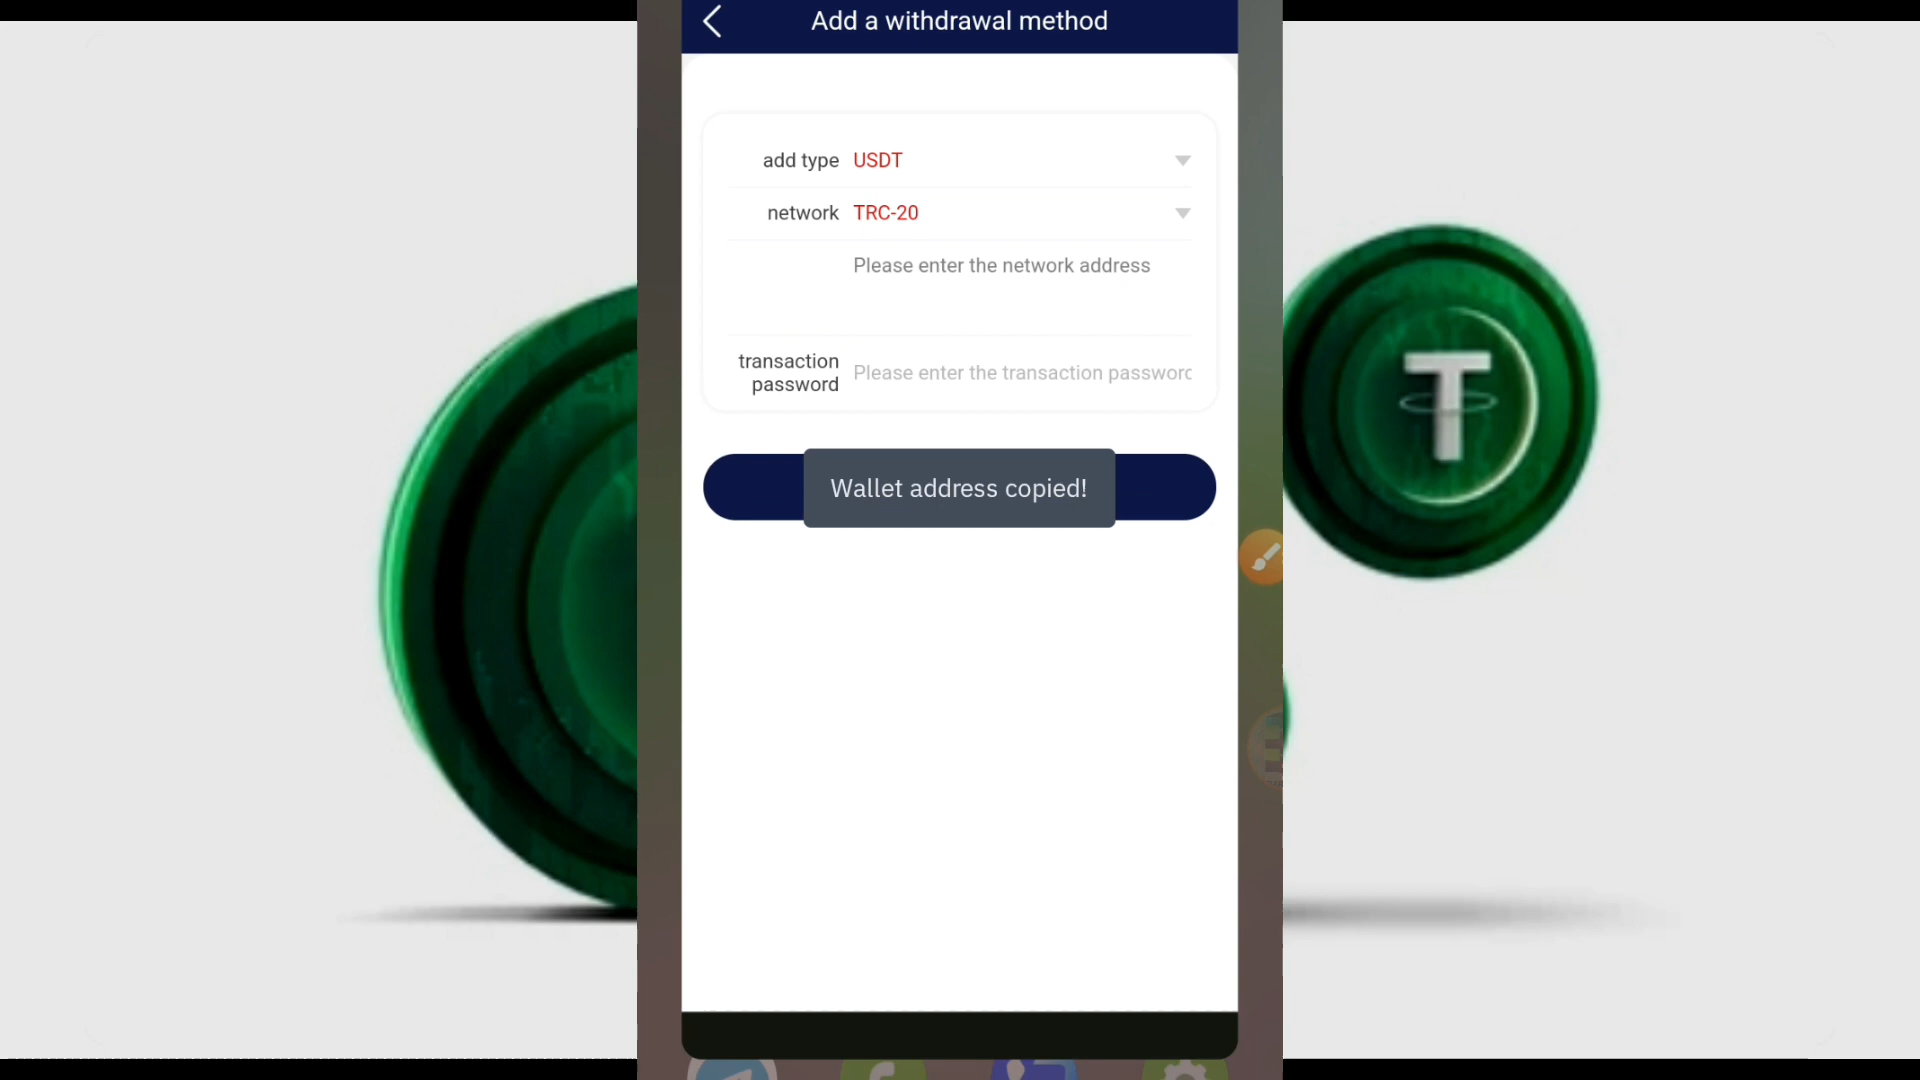 Add a withdrawal method
add type USDT
network TRC-20
Please enter the network address
transaction password Please enter the transaction passworc
Wallet address copied!
T